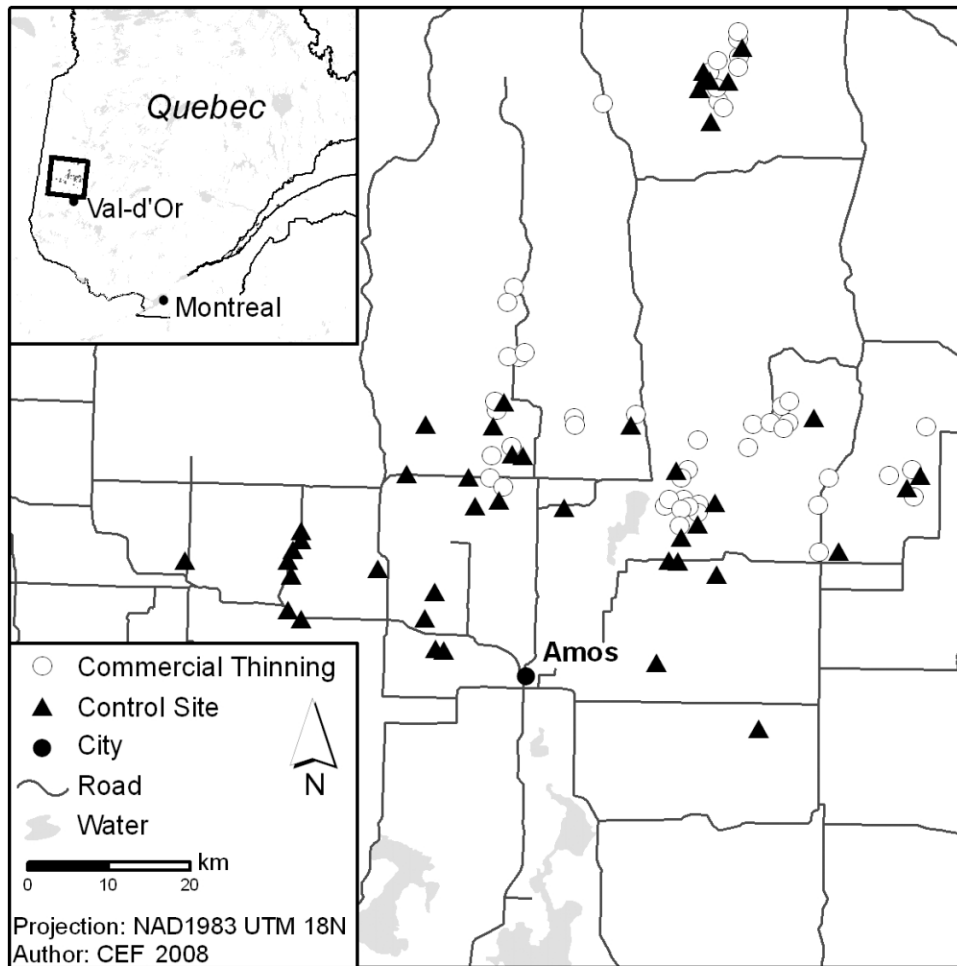 Quebec
Val-d'Or
Montreal
Amos
Commercial Thinning
Control Site
City
Road
Water
N
km
0 10 20
Projection: NAD1983 UTM 18N
Author: CEF 2008